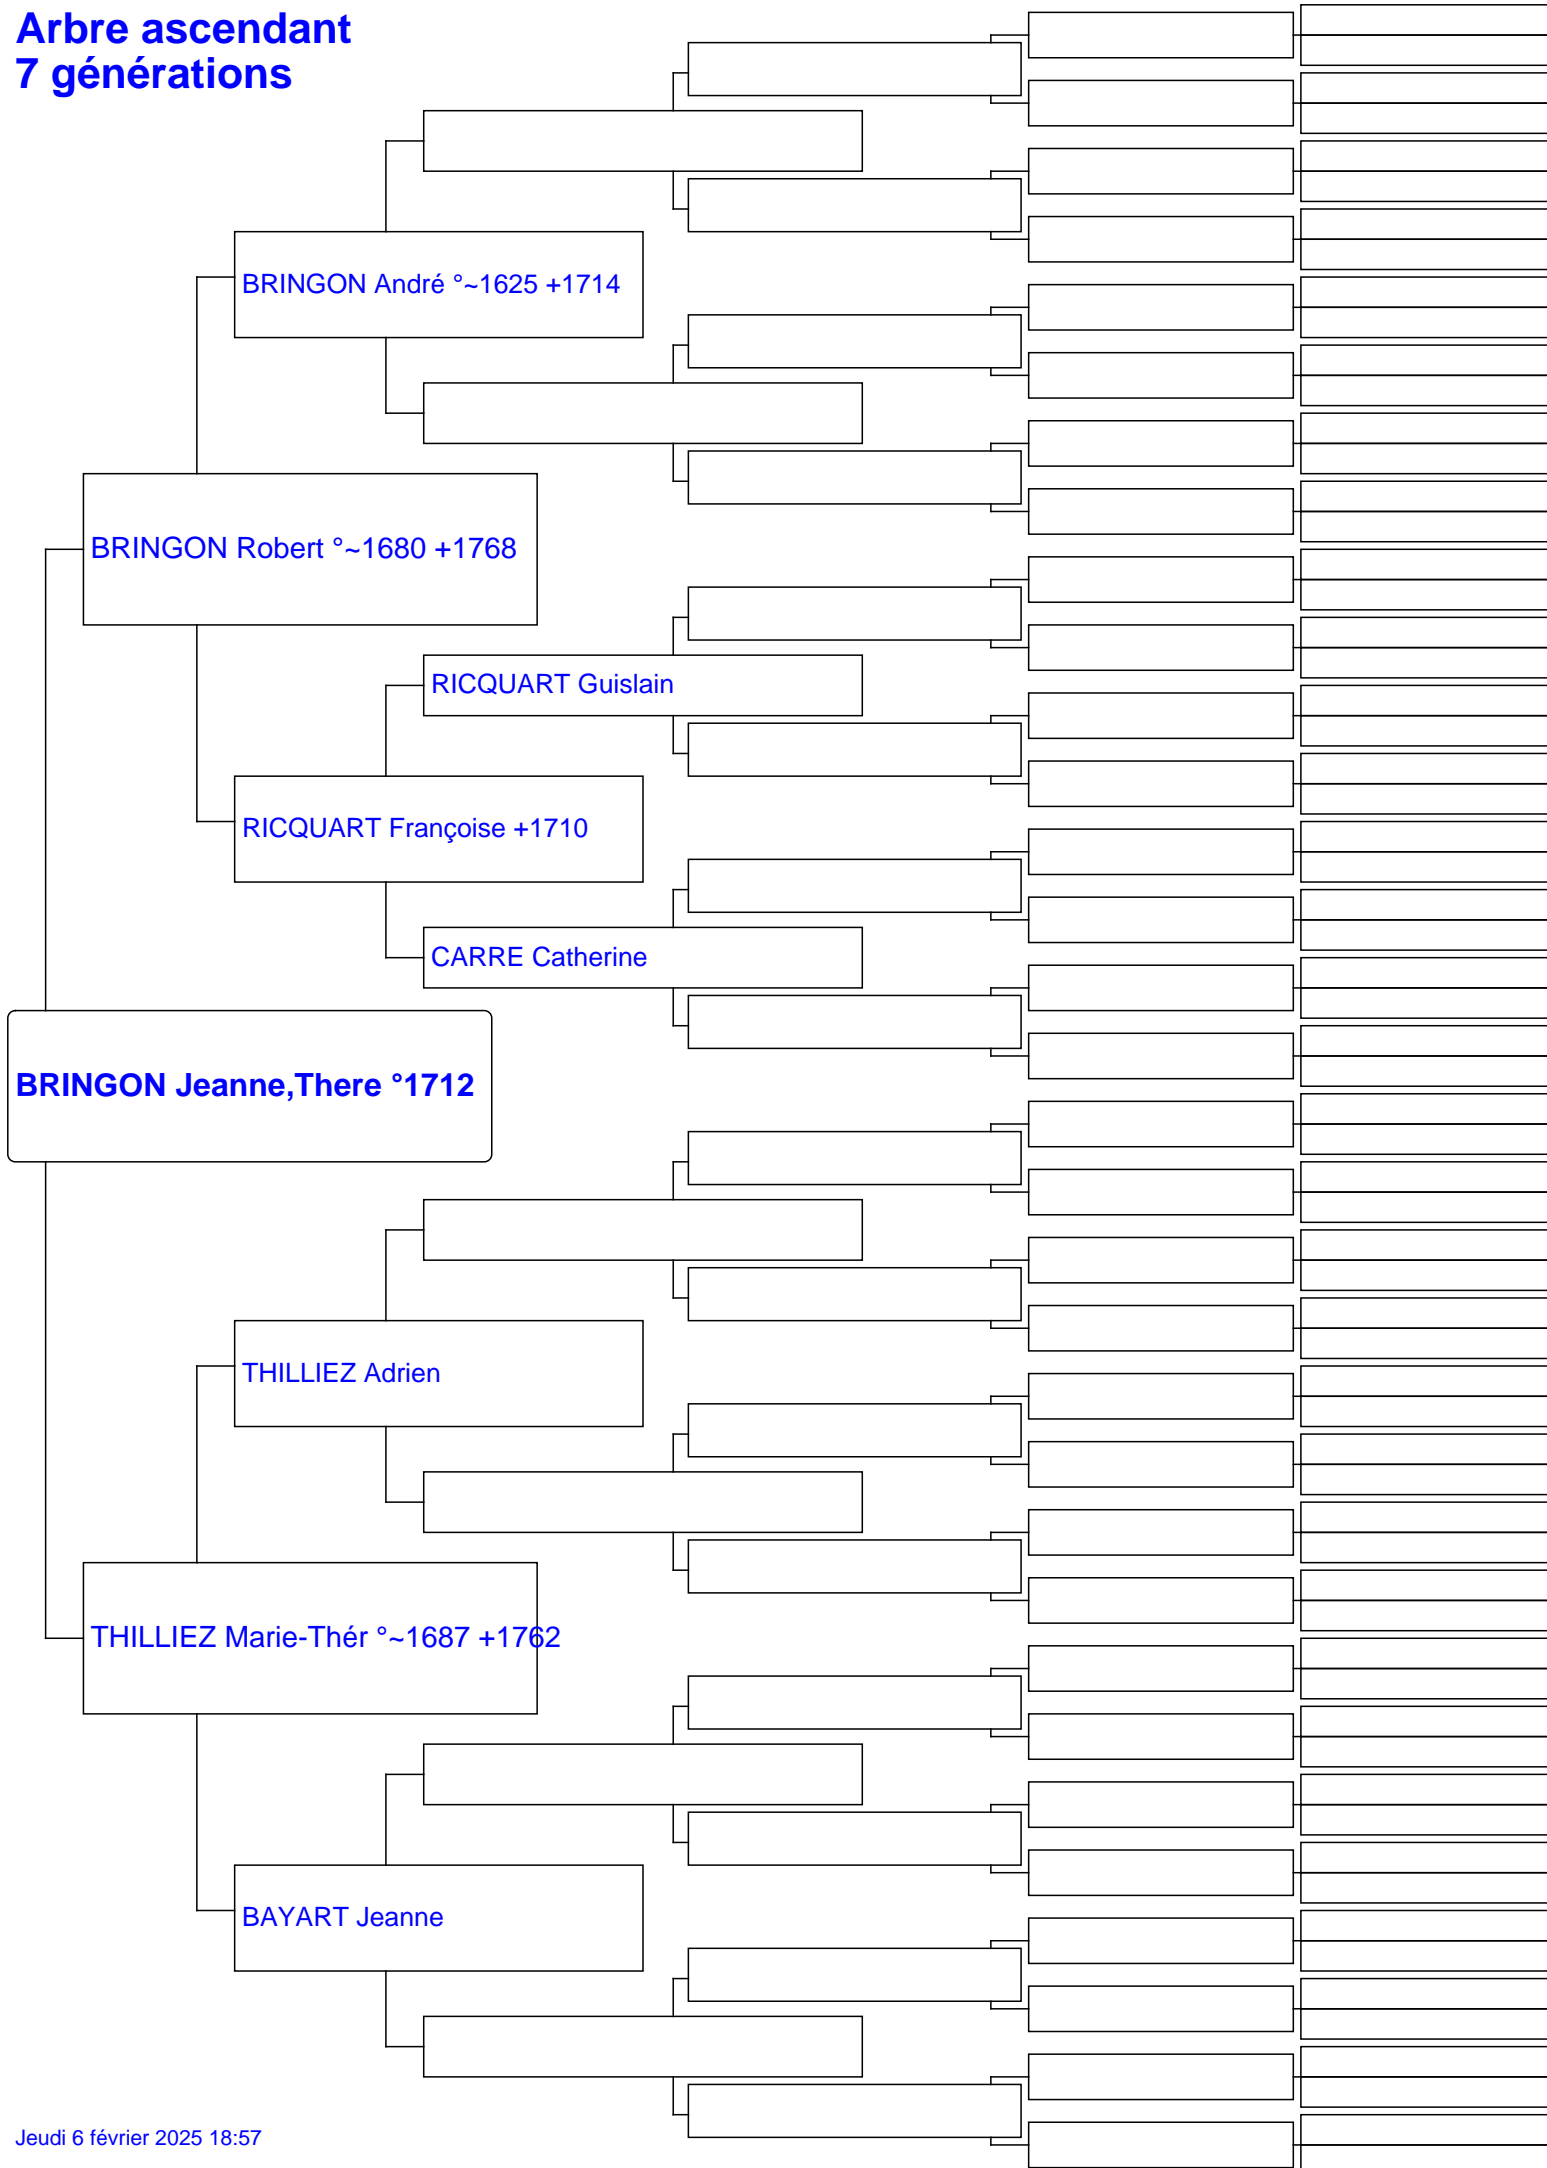 Arbre ascendant
7 générations
BRINGON André °~1625 +1714
BRINGON Robert °~1680 +1768
RICQUART Guislain
RICQUART Françoise +1710
CARRE Catherine
BRINGON Jeanne,There °1712
THILLIEZ Adrien
THILLIEZ Marie-Thér °~1687 +1762
BAYART Jeanne
Jeudi 6 février 2025 18:57